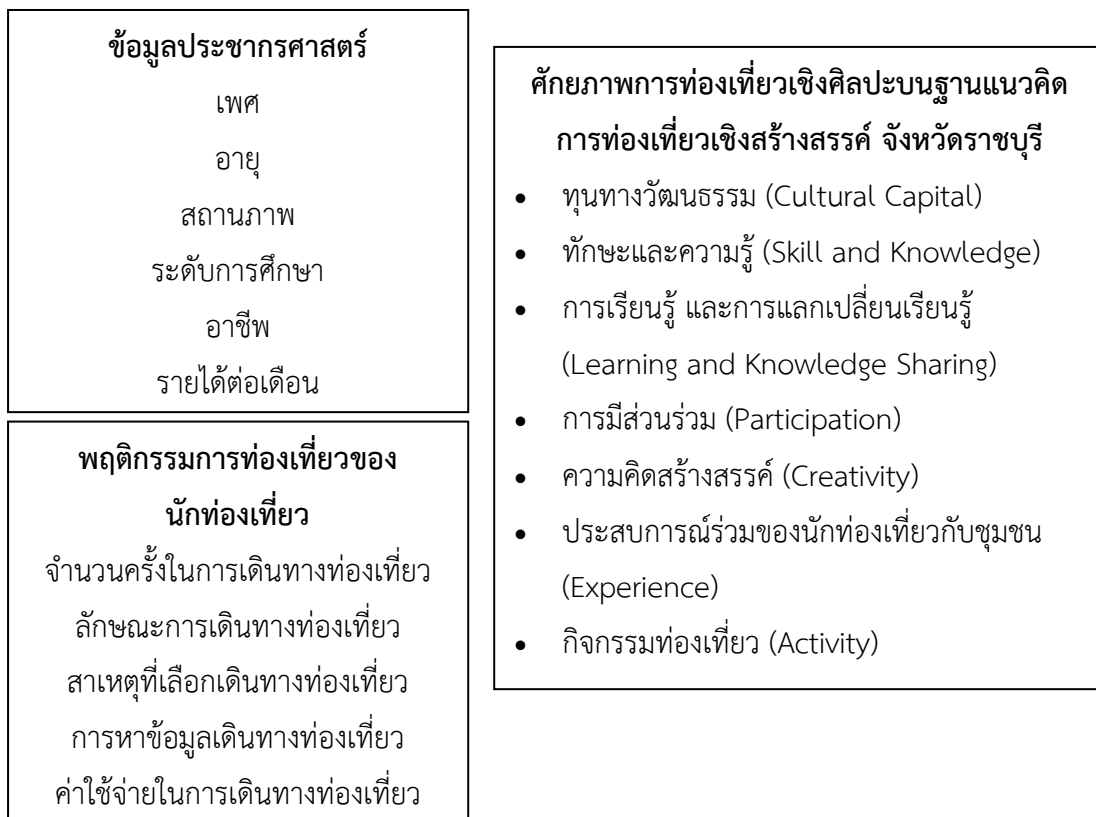 ข้อมูลประชากรศาสตร์
เพศ
อายุ
สถานภาพ
ระดับการศึกษา
อาชีพ
รายได้ต่อเดือน
พฤติกรรมการท่องเที่ยวของ
นักท่องเที่ยว
จำนวนครั้งในการเดินทางท่องเที่ยว
ลักษณะการเดินทางท่องเที่ยว
สาเหตุที่เลือกเดินทางท่องเที่ยว
การหาข้อมูลเดินทางท่องเที่ยว
ค่าใช้จ่ายในการเดินทางท่องเที่ยว
ศักยภาพการท่องเที่ยวเชิงศิลปะบนฐานแนวคิด
การท่องเที่ยวเชิงสร้างสรรค์ จังหวัดราชบุรี
• ทุนทางวัฒนธรรม (Cultural Capital)
• ทักษะและความรู้ (Skill and Knowledge)
• การเรียนรู้ และการแลกเปลี่ยนเรียนรู้
(Learning and Knowledge Sharing)
• การมีส่วนร่วม (Participation)
• ความคิดสร้างสรรค์ (Creativity)
• ประสบการณ์ร่วมของนักท่องเที่ยวกับชุมชน
(Experience)
• กิจกรรมท่องเที่ยว (Activity)